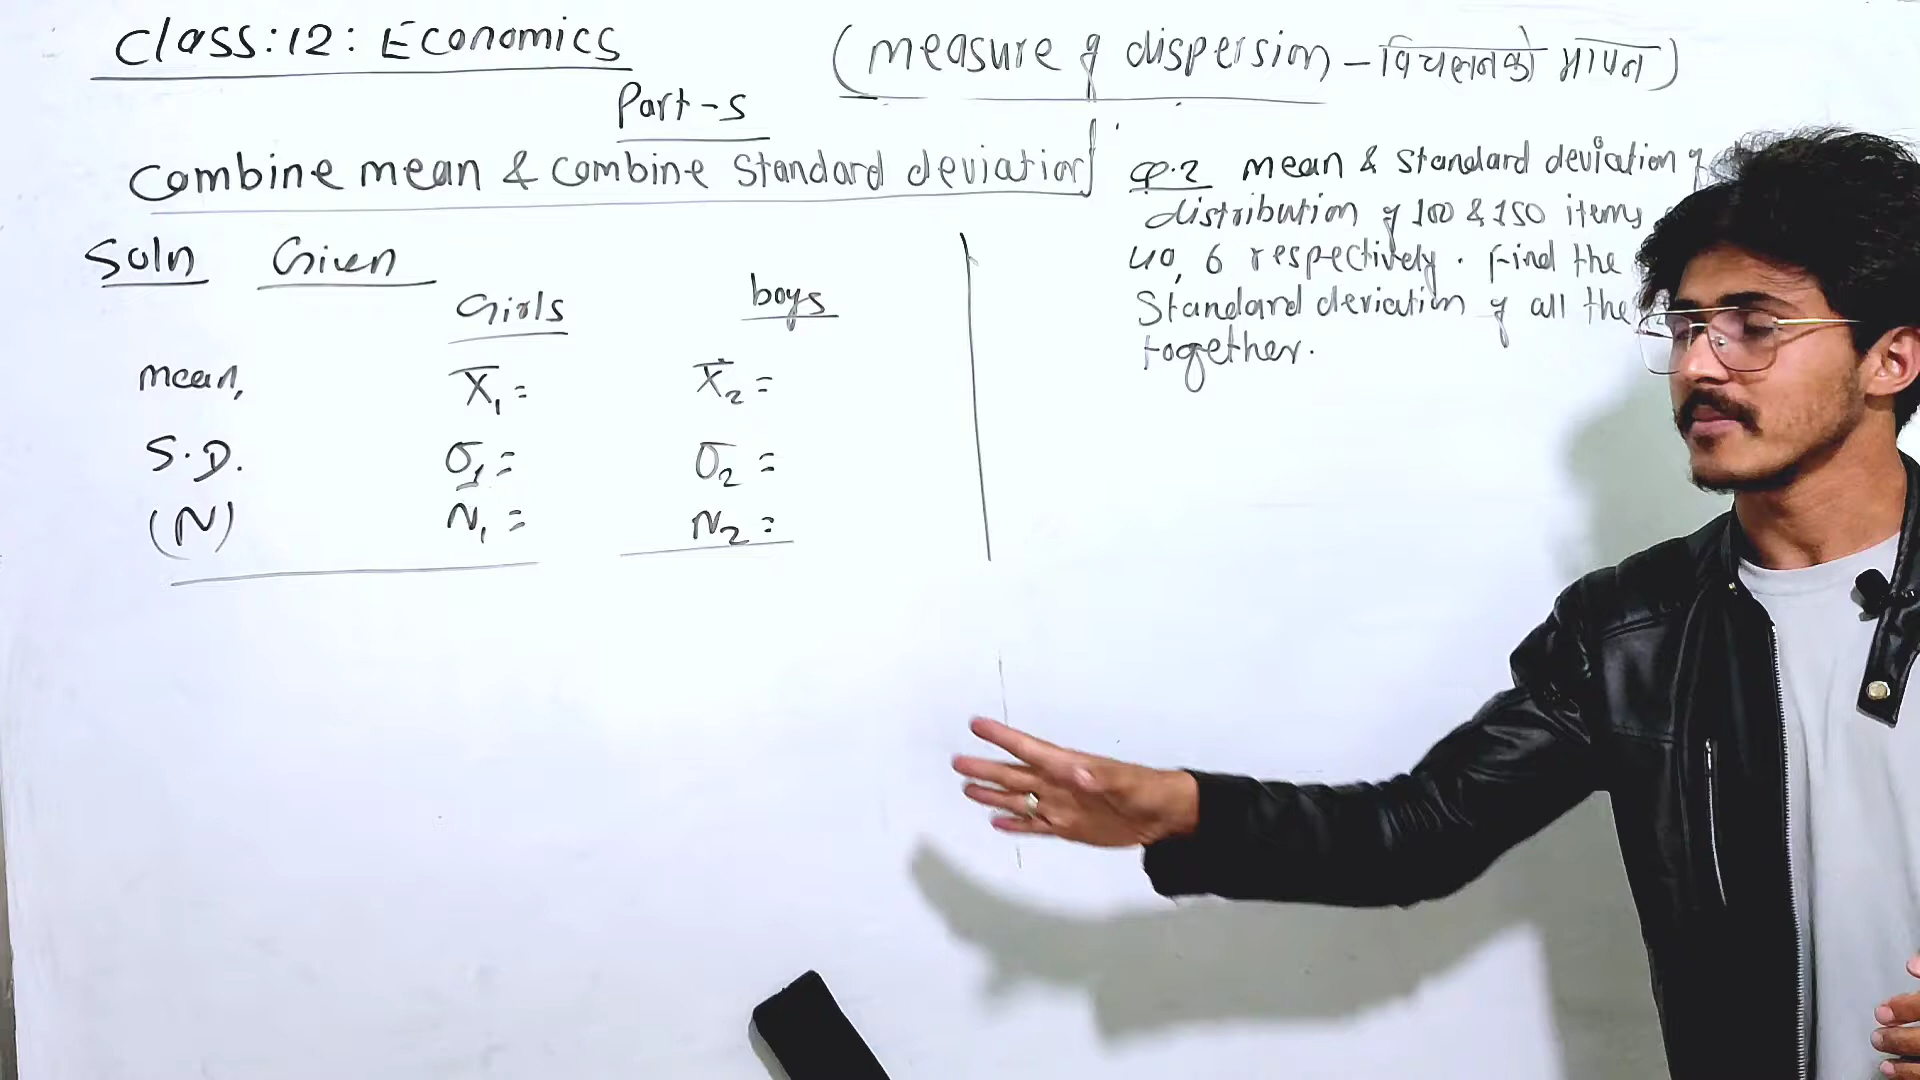 Class:12: Economics
(measure of dispersion – विचलनको मापन)
Part-5
Combine mean & Combine Standard deviation
Q.2 mean & Standard deviation of
distribution of 100 & 150 items
40, 6 respectively. Find the
Standard deviation of all the
together.
Soln Given
Girls boys
mean, X̄₁= X̄₂=
S.D. σ₁= σ₂=
(N) N₁= N₂=